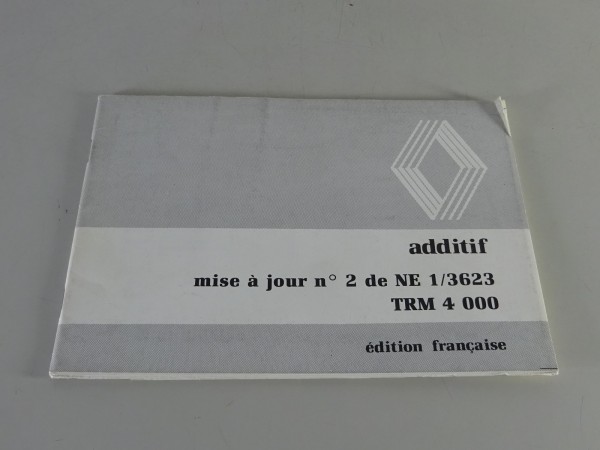 additif
mise à jour n° 2 de NE 1/3623
TRM 4 000
édition française